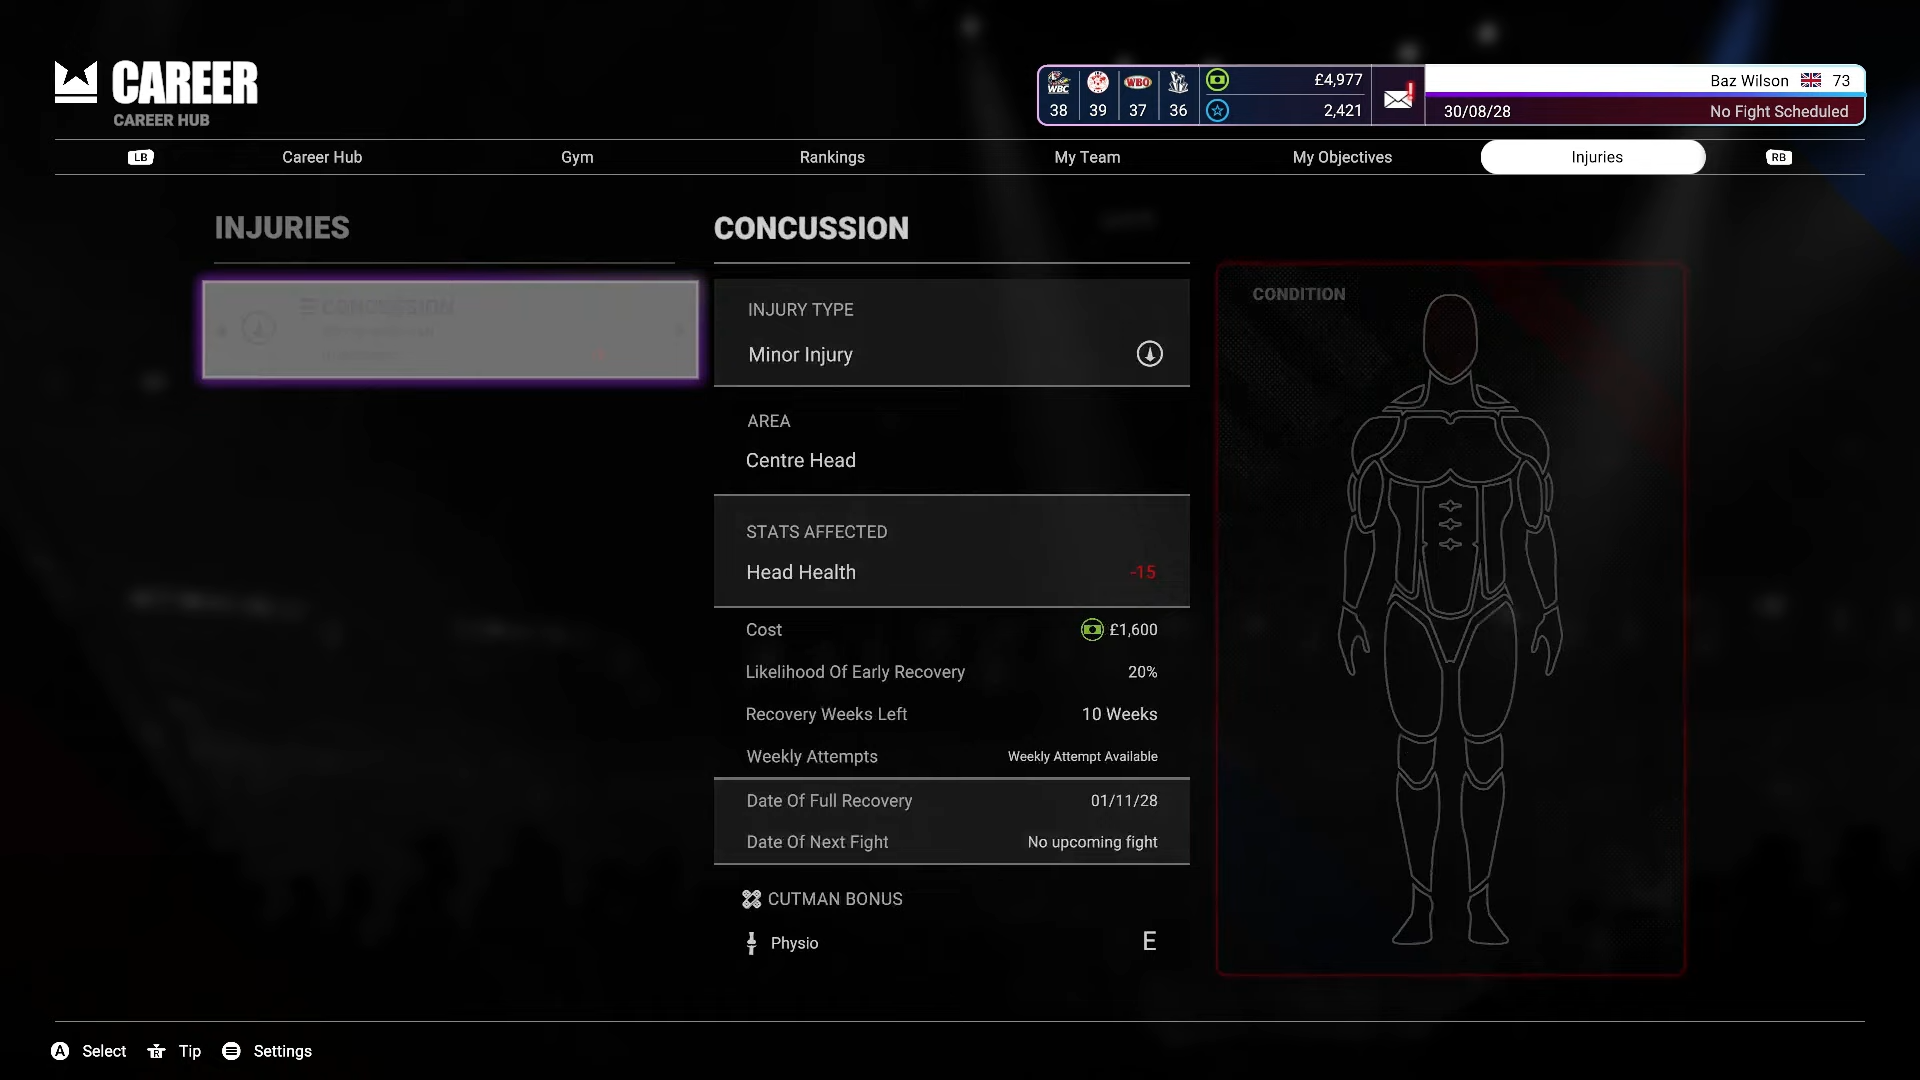 CAREER
CAREER HUB
WBC
WBO
38
39
37
36
£4,977
2,421
Baz Wilson
73
30/08/28
No Fight Scheduled
LB
Career Hub
Gym
Rankings
My Team
My Objectives
Injuries
RB
INJURIES
CONCUSSION
CONCUSSION
INJURY TYPE
Minor Injury
AREA
Centre Head
STATS AFFECTED
Head Health
-15
Cost
£1,600
Likelihood Of Early Recovery
20%
Recovery Weeks Left
10 Weeks
Weekly Attempts
Weekly Attempt Available
Date Of Full Recovery
01/11/28
Date Of Next Fight
No upcoming fight
CUTMAN BONUS
Physio
E
CONDITION
A
Select
R
Tip
Settings